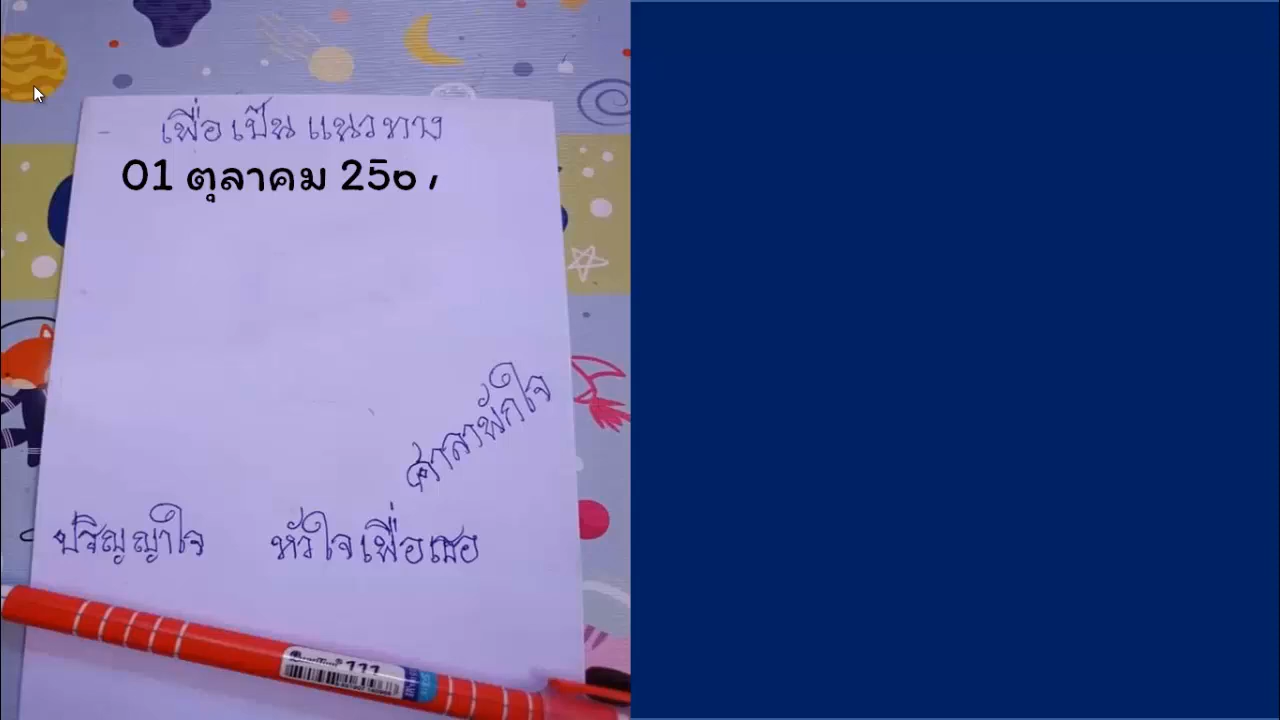 เพื่อ เป็น แนวทาง
01 ตุลาคม 256
ศาลาพักใจ
ปริญญาใจ หัวใจเพื่อเธอ
111